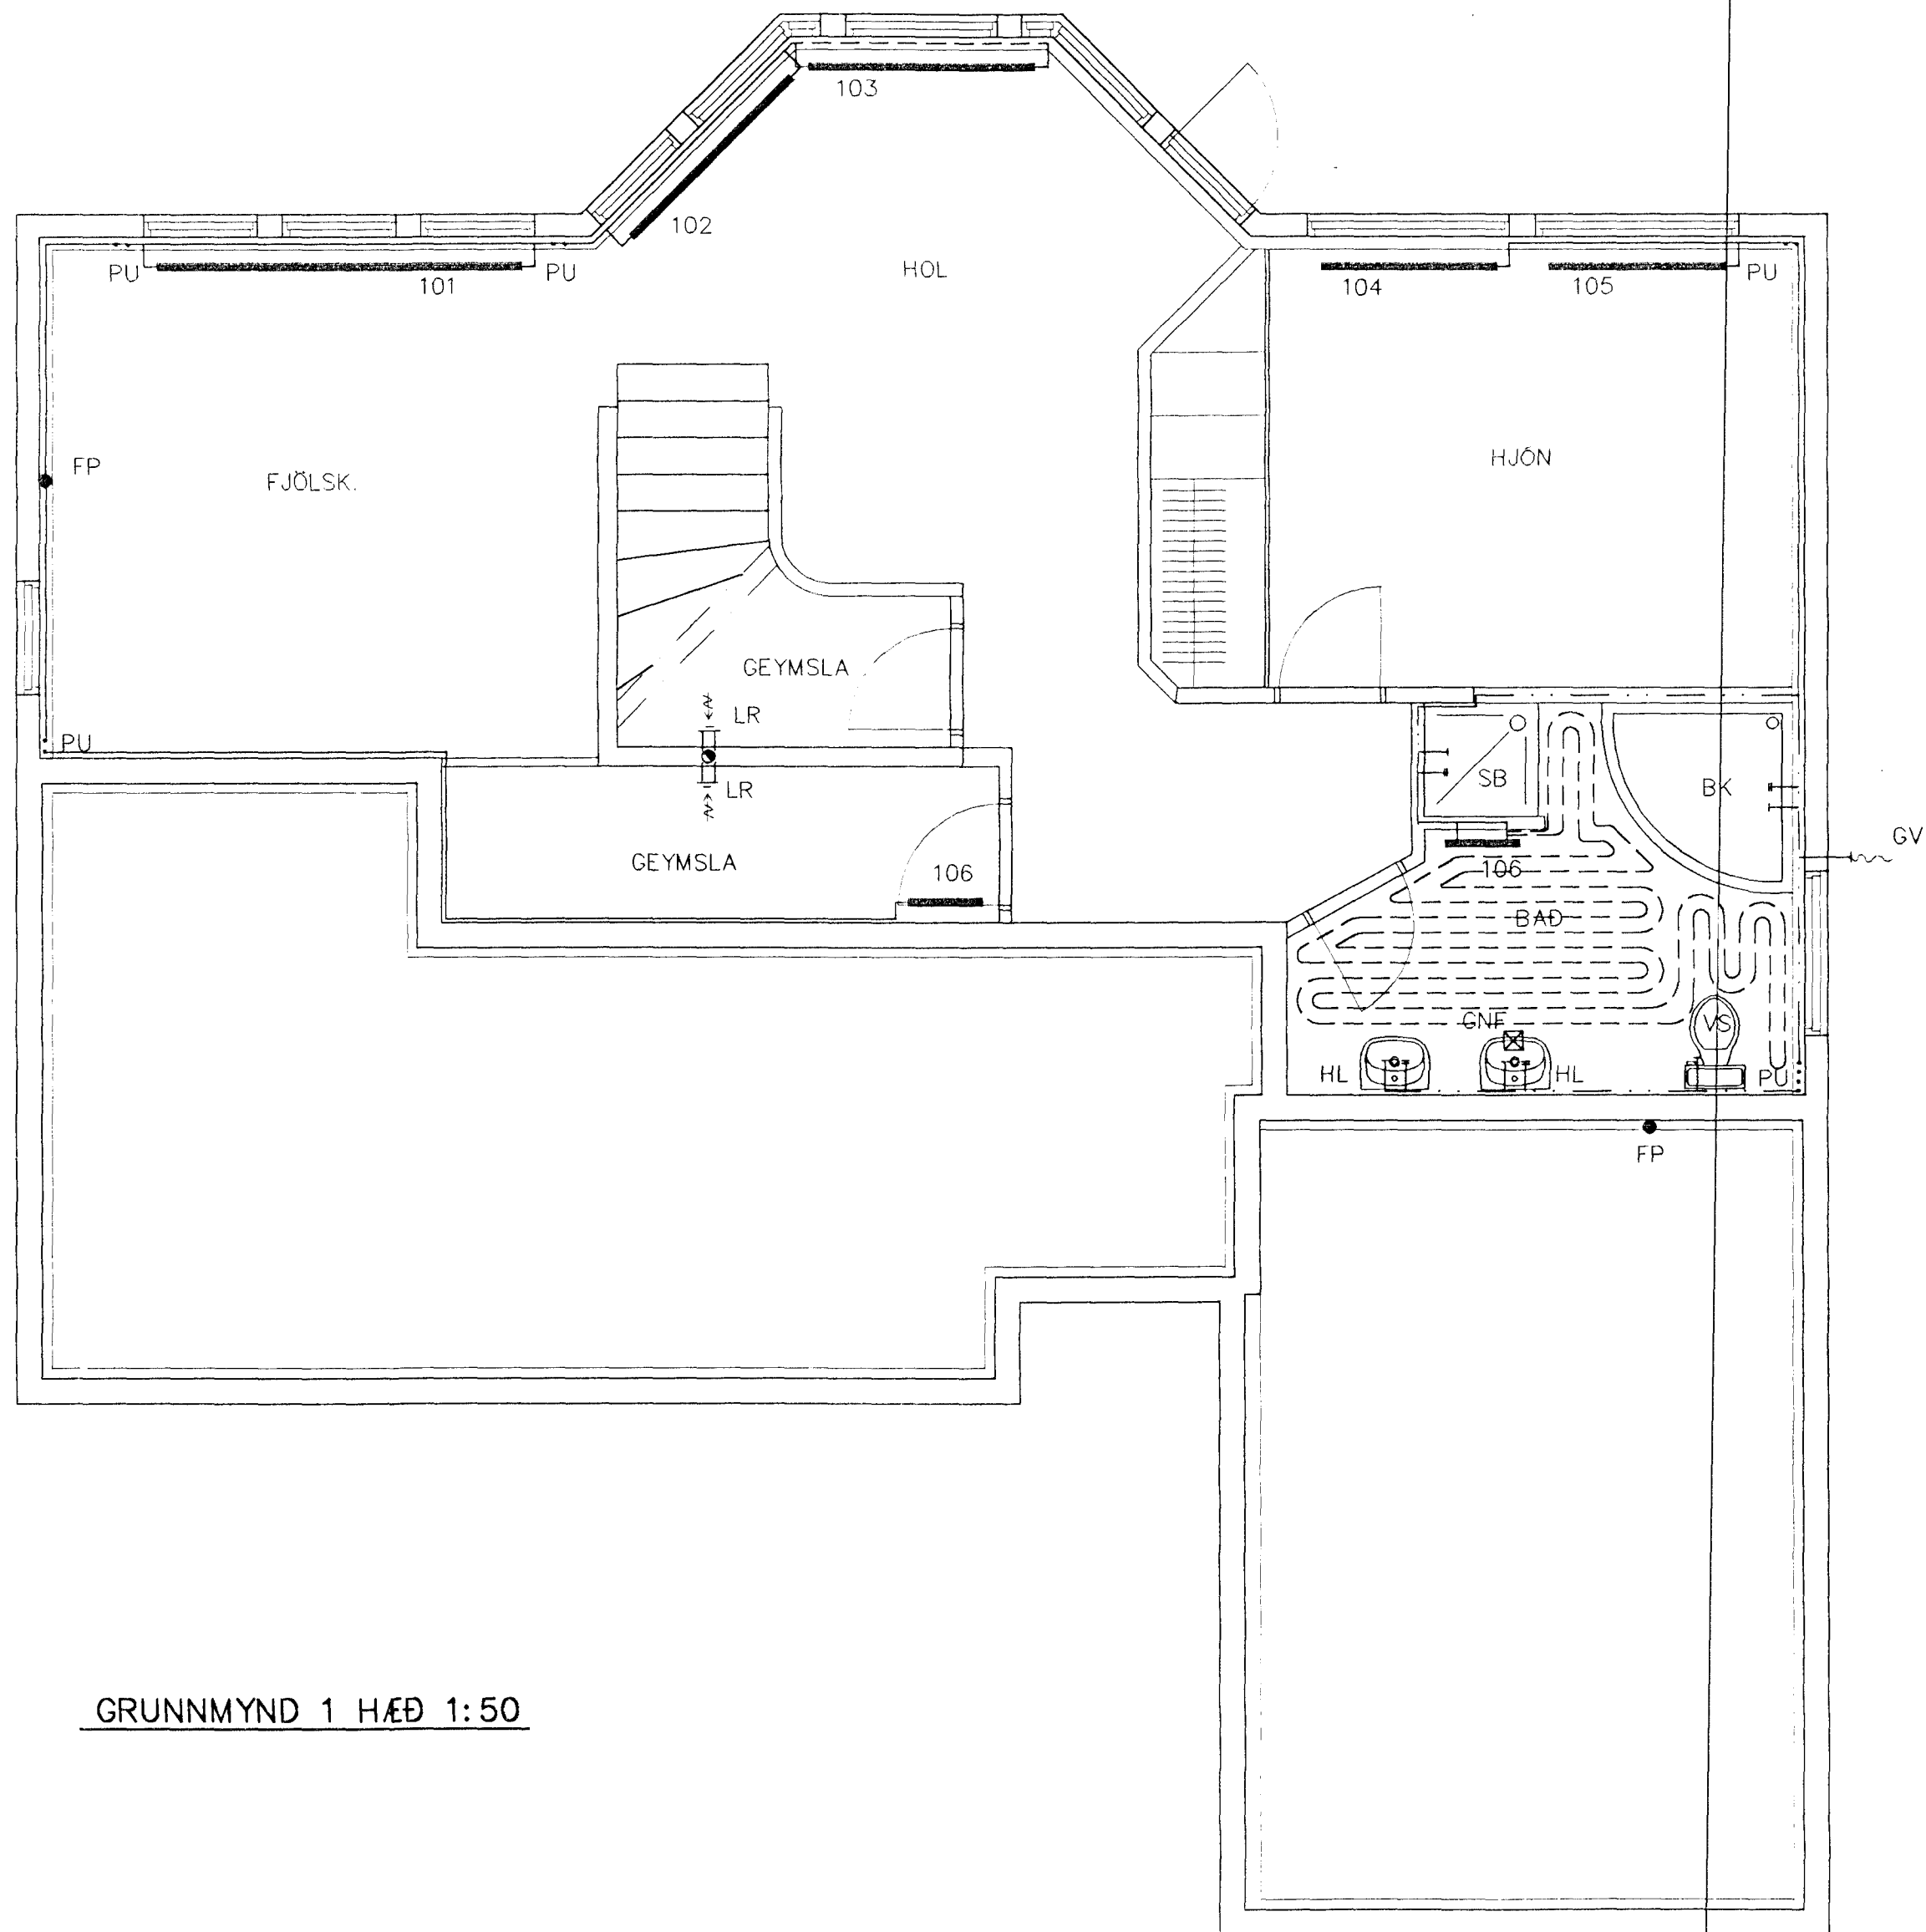 103
102
HOL
PU
101
PU
104
105
PU
FP
FJÖLSK.
HJÓN
GEYMSLA
LR
PU
SB
BK
LR
GV
GEYMSLA
106
106
BAÐ
GNF
VS
HL
HL
PU
FP
GRUNNMYND 1 HÆÐ 1:50